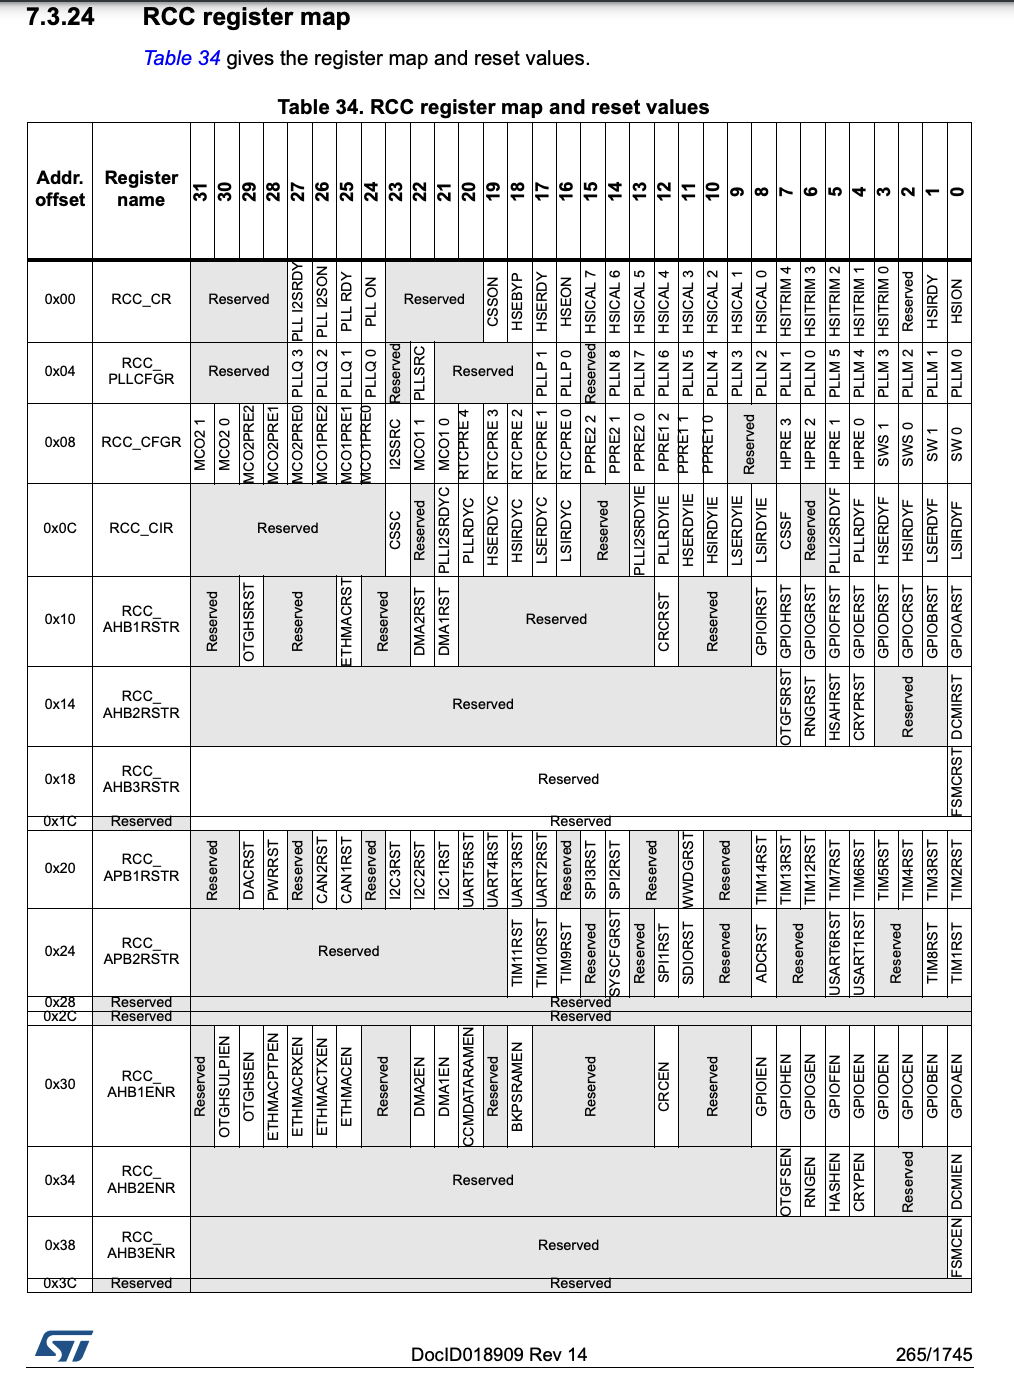 7.3.24 RCC register map
Table 34 gives the register map and reset values.
Table 34. RCC register map and reset values
Addr. offset Register name 31 30 29 28 27 26 25 24 23 22 21 20 19 18 17 16 15 14 13 12 11 10 9 8 7 6 5 4 3 2 1 0
0x00 RCC_CR Reserved PLL I2SRDY PLL I2SON PLL RDY PLL ON Reserved CSSON HSEBYP HSERDY HSEON HSICAL 7 HSICAL 6 HSICAL 5 HSICAL 4 HSICAL 3 HSICAL 2 HSICAL 1 HSICAL 0 HSITRIM 4 HSITRIM 3 HSITRIM 2 HSITRIM 1 HSITRIM 0 Reserved HSIRDY HSION
0x04 RCC_PLLCFGR Reserved PLLQ 3 PLLQ 2 PLLQ 1 PLLQ 0 Reserved PLLSRC Reserved PLLP 1 PLLP 0 Reserved PLLN 8 PLLN 7 PLLN 6 PLLN 5 PLLN 4 PLLN 3 PLLN 2 PLLN 1 PLLN 0 PLLM 5 PLLM 4 PLLM 3 PLLM 2 PLLM 1 PLLM 0
0x08 RCC_CFGR MCO2 1 MCO2 0 MCO2PRE2 MCO2PRE1 MCO2PRE0 MCO1PRE2 MCO1PRE1 MCO1PRE0 I2SSRC MCO1 1 MCO1 0 RTCPRE 4 RTCPRE 3 RTCPRE 2 RTCPRE 1 RTCPRE 0 PPRE2 2 PPRE2 1 PPRE2 0 PPRE1 2 PPRE1 1 PPRE1 0 Reserved HPRE 3 HPRE 2 HPRE 1 HPRE 0 SWS 1 SWS 0 SW 1 SW 0
0x0C RCC_CIR Reserved CSSC Reserved PLLI2SRDYC PLLRDYC HSERDYC HSIRDYC LSERDYC LSIRDYC Reserved PLLI2SRDYIE PLLRDYIE HSERDYIE HSIRDYIE LSERDYIE LSIRDYIE CSSF Reserved PLLI2SRDYF PLLRDYF HSERDYF HSIRDYF LSERDYF LSIRDYF
0x10 RCC_AHB1RSTR Reserved OTGHSRST Reserved ETHMACRST Reserved DMA2RST DMA1RST Reserved CRCRST Reserved GPIOIRST GPIOHRST GPIOGRST GPIOFRST GPIOERST GPIODRST GPIOCRST GPIOBRST GPIOARST
0x14 RCC_AHB2RSTR Reserved OTGFSRST RNGRST HSAHRST CRYPRST Reserved DCMIRST
0x18 RCC_AHB3RSTR Reserved FSMCRST
0x1C Reserved Reserved
0x20 RCC_APB1RSTR Reserved DACRST PWRRST Reserved CAN2RST CAN1RST Reserved I2C3RST I2C2RST I2C1RST UART5RST UART4RST UART3RST UART2RST Reserved SPI3RST SPI2RST Reserved WWDGRST Reserved TIM14RST TIM13RST TIM12RST TIM7RST TIM6RST TIM5RST TIM4RST TIM3RST TIM2RST
0x24 RCC_APB2RSTR Reserved TIM11RST TIM10RST TIM9RST Reserved SYSCFGRST Reserved SPI1RST SDIORST Reserved ADCRST Reserved USART6RST USART1RST Reserved TIM8RST TIM1RST
0x28 Reserved Reserved
0x2C Reserved Reserved
0x30 RCC_AHB1ENR Reserved OTGHSULPIEN OTGHSEN ETHMACPTPEN ETHMACRXEN ETHMACTXEN ETHMACEN Reserved DMA2EN DMA1EN CCMDATARAMEN Reserved BKPSRAMEN Reserved CRCEN Reserved GPIOIEN GPIOHEN GPIOGEN GPIOFEN GPIOEEN GPIODEN GPIOCEN GPIOBEN GPIOAEN
0x34 RCC_AHB2ENR Reserved OTGFSEN RNGEN HASHEN CRYPEN Reserved DCMIEN
0x38 RCC_AHB3ENR Reserved FSMCEN
0x3C Reserved Reserved
ST DocID018909 Rev 14 265/1745